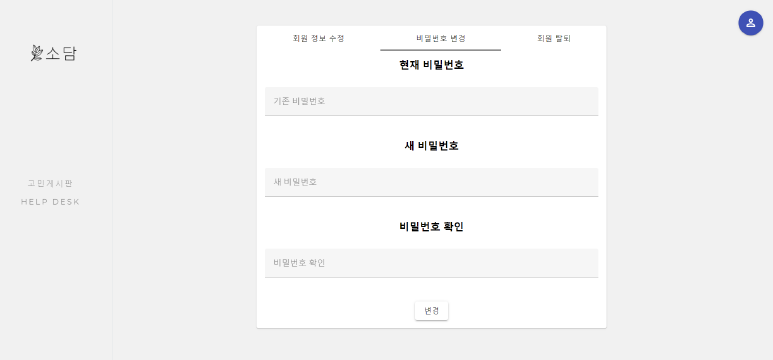 소담
고민게시판
HELP DESK
회원 정보 수정
비밀번호 변경
회원 탈퇴
현재 비밀번호
기존 비밀번호
새 비밀번호
새 비밀번호
비밀번호 확인
비밀번호 확인
변경